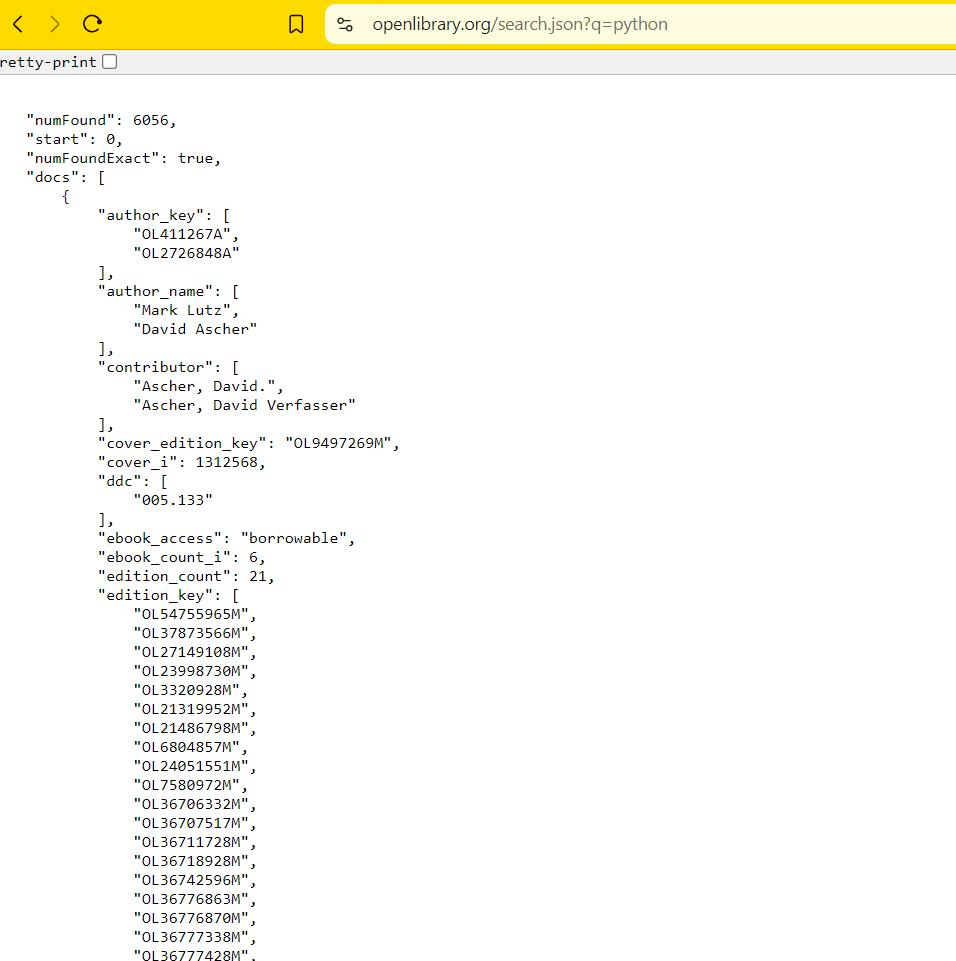 openlibrary.org/search.json?q=python
retty-print
"numFound": 6056,
"start": 0,
"numFoundExact": true,
"docs": [
{
"author_key": [
"OL411267A",
"OL2726848A"
],
"author_name": [
"Mark Lutz",
"David Ascher"
],
"contributor": [
"Ascher, David.",
"Ascher, David Verfasser"
],
"cover_edition_key": "OL9497269M",
"cover_i": 1312568,
"ddc": [
"005.133"
],
"ebook_access": "borrowable",
"ebook_count_i": 6,
"edition_count": 21,
"edition_key": [
"OL54755965M",
"OL37873566M",
"OL27149108M",
"OL23998730M",
"OL3320928M",
"OL21319952M",
"OL21486798M",
"OL6804857M",
"OL24051551M",
"OL7580972M",
"OL36706332M",
"OL36707517M",
"OL36711728M",
"OL36718928M",
"OL36742596M",
"OL36776863M",
"OL36776870M",
"OL36777338M",
"OL36777428M",